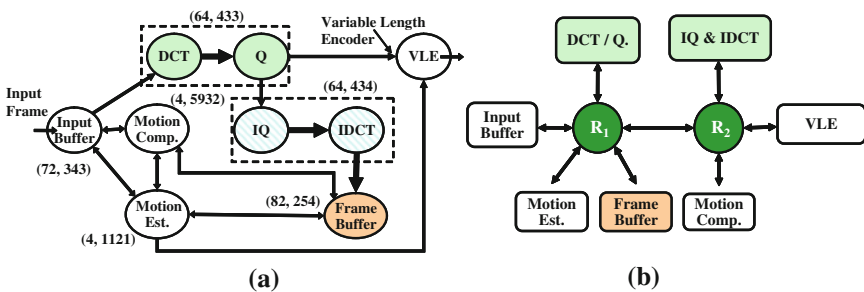 (64, 433)
Variable Length
Encoder
DCT
Q
VLE
(64, 434)
Input
Frame
(4, 5932)
Input
Buffer
Motion
Comp.
IQ
IDCT
(72, 343)
Motion
Est.
(82, 254)
Frame
Buffer
(4, 1121)
(a)
DCT / Q.
IQ & IDCT
Input
Buffer
R1
R2
VLE
Motion
Est.
Frame
Buffer
Motion
Comp.
(b)